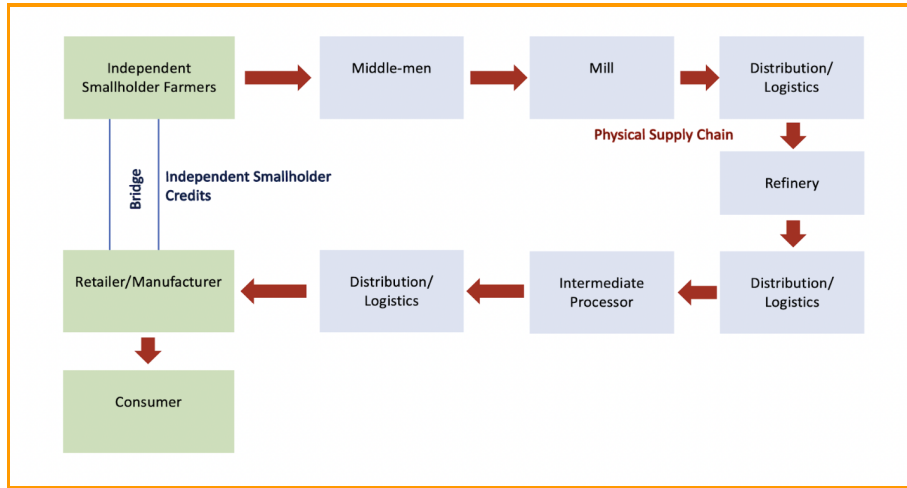 Independent
Smallholder Farmers
Middle-men
Mill
Distribution/
Logistics
Physical Supply Chain
Refinery
Bridge
Independent Smallholder
Credits
Retailer/Manufacturer
Distribution/
Logistics
Intermediate
Processor
Distribution/
Logistics
Consumer